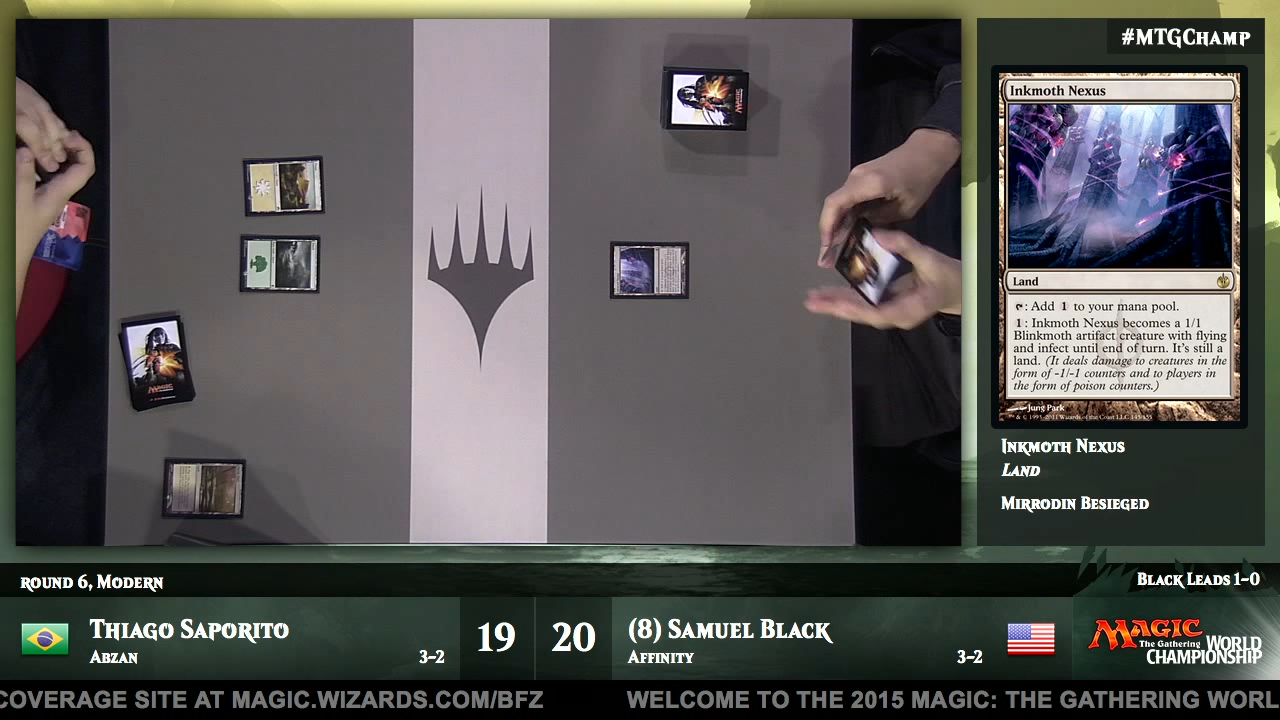 #MTGChamp
Inkmoth Nexus
Land
: Add 1 to your mana pool.
1: Inkmoth Nexus becomes a 1/1
Blinkmoth artifact creature with flying
and infect until end of turn. It's still a
land. (It deals damage to creatures in the
form of -1/-1 counters and to players in
the form of poison counters.)
Jung Park
Inkmoth Nexus
Land
Mirrodin Besieged
MAGIC
Round 6, Modern
Black Leads 1-0
Thiago Saporito
Abzan
3-2
19
20
(8) Samuel Black
Affinity
3-2
Magic
The Gathering
World
Championship
COVERAGE SITE AT MAGIC.WIZARDS.COM/BFZ
WELCOME TO THE 2015 MAGIC: THE GATHERING WORL